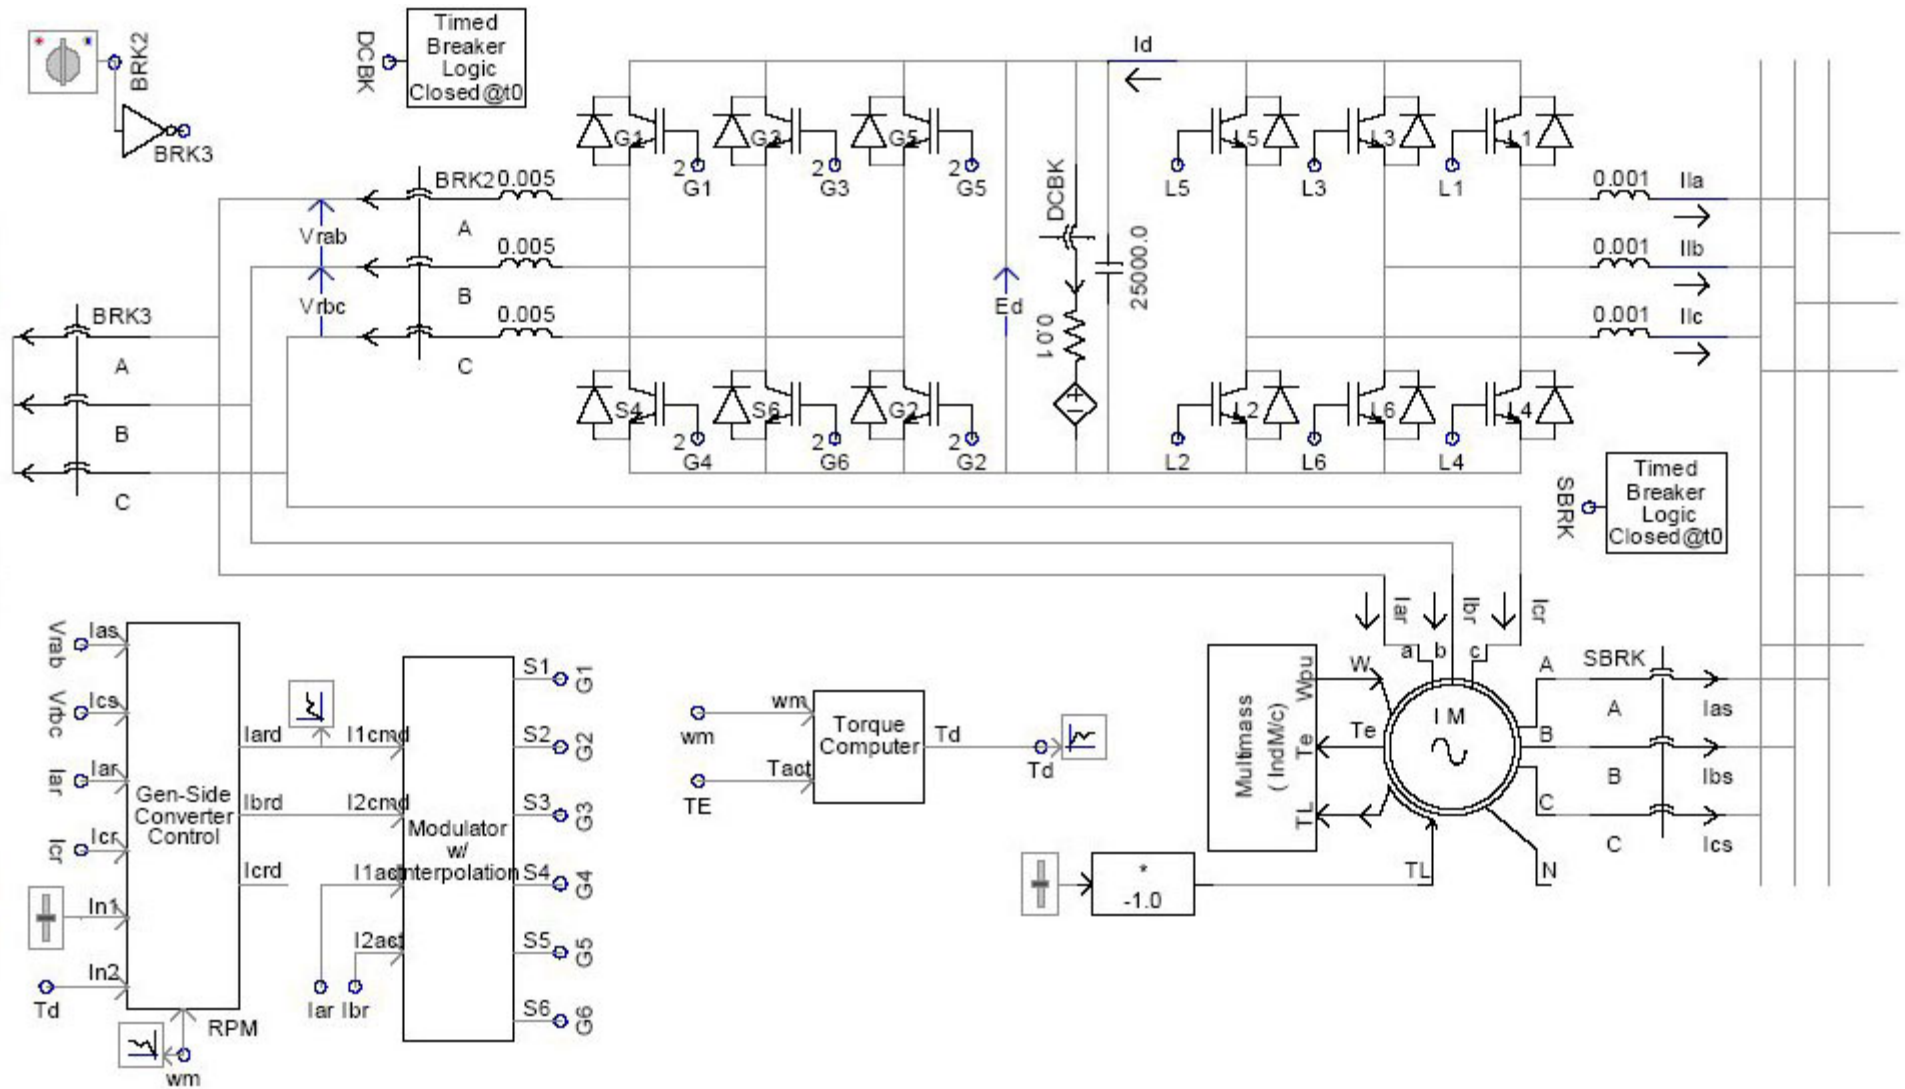 BRK2
BRK3
DCBK
Timed
Breaker
Logic
Closed@t0
Id
G1
G3
G5
L5
L3
L1
2
G1
2
G3
2
G5
L5
L3
L1
BRK2
0.005
A
0.005
B
0.005
C
Vrab
Vrbc
BRK3
A
B
C
Ed
DCBK
0.01
25000.0
0.001
IIa
0.001
IIb
0.001
IIc
S4
S6
G2
L2
L6
L4
2
G4
2
G6
2
G2
L2
L6
L4
SBRK
Timed
Breaker
Logic
Closed@t0
Iar
Ibr
Icr
Vrab
Ias
Vrbc
Ics
Iar
Iar
Icr
Icr
In1
In2
Td
Gen-Side
Converter
Control
RPM
wm
Iard
Ibrd
Icrd
I1cmd
I2cmd
I1act
I2act
Iar
Ibr
Modulator
w/
Interpolation
S1
G1
S2
G2
S3
G3
S4
G4
S5
G5
S6
G6
wm
wm
TE
Tact
Torque
Computer
Td
Td
Multimass
( IndM/c)
Wpu
Te
TL
W
Te
a
b
c
I M
A
B
C
N
TL
*
-1.0
SBRK
A
B
C
Ias
Ibs
Ics